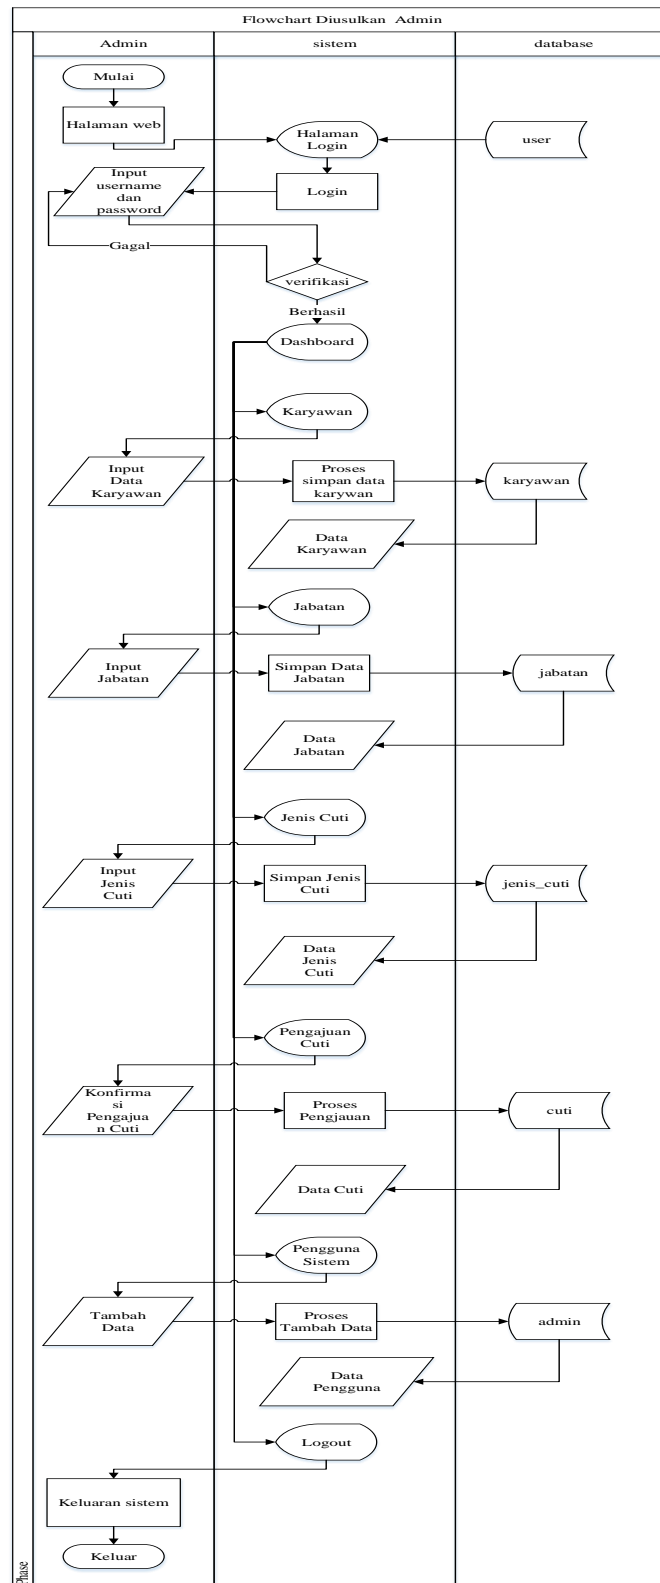 Flowchart Diusulkan Admin
Admin
sistem
database
Mulai
Halaman web
Halaman
Login
user
Input
username
dan
password
Login
Gagal
verifikasi
Berhasil
Dashboard
Karyawan
Input
Data
Karyawan
Proses
simpan data
karywan
karyawan
Data
Karyawan
Jabatan
Input
Jabatan
Simpan Data
Jabatan
jabatan
Data
Jabatan
Jenis Cuti
Input
Jenis
Cuti
Simpan Jenis
Cuti
jenis_cuti
Data
Jenis
Cuti
Pengajuan
Cuti
Konfirma
si
Pengajua
n Cuti
Proses
Pengjauan
cuti
Data Cuti
Pengguna
Sistem
Tambah
Data
Proses
Tambah Data
admin
Data
Pengguna
Logout
Keluaran sistem
Keluar
Phase